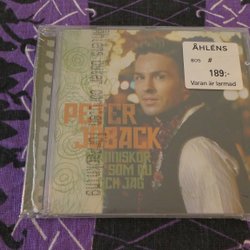 ÅHLÉNS
#
189:-
Varan är larmad
PETER
JÖBACK
MÄNNISKOR
SOM DU
OCH JAG